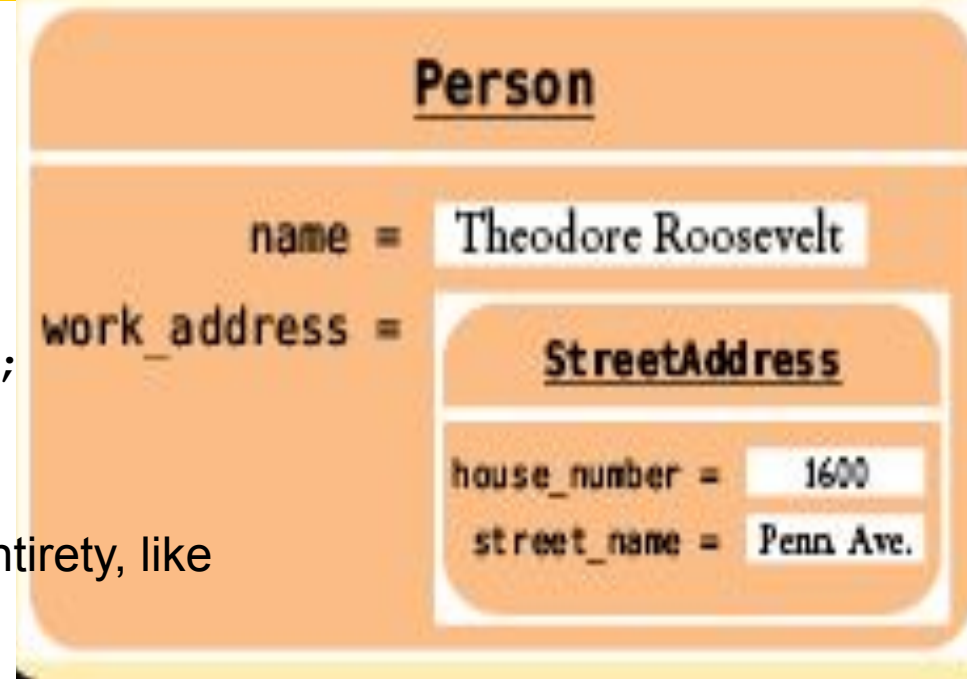 Person
name = Theodore Roosevelt
work_address =
;
StreetAddress
house_number = 1600
street_name = Penn. Ave.
ntirety, like